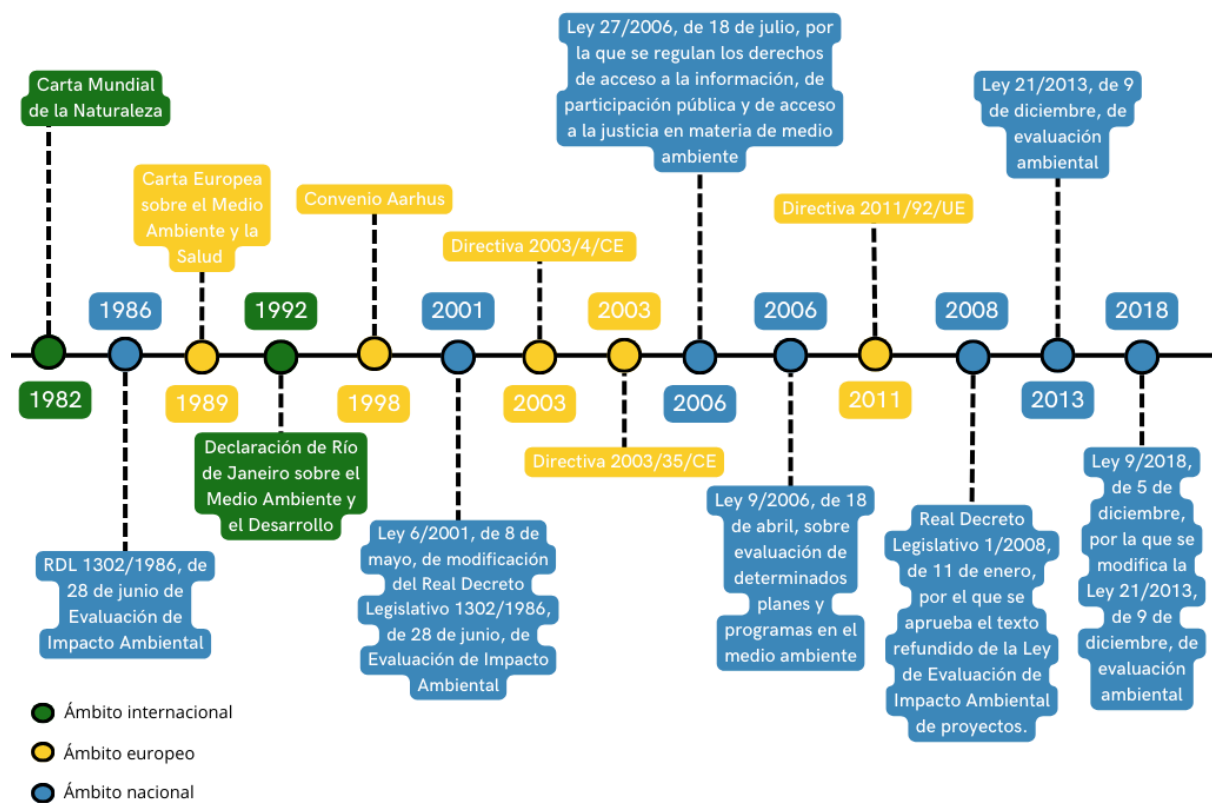 Carta Mundial
de la Naturaleza
1982
1986
RDL 1302/1986, de
28 de junio de
Evaluación de
Impacto Ambiental
Carta Europea
sobre el Medio
Ambiente y la
Salud
1989
1992
Declaración de Río
de Janeiro sobre el
Medio Ambiente y
el Desarrollo
Convenio Aarhus
1998
2001
Ley 6/2001, de 8 de
mayo, de modificación
del Real Decreto
Legislativo 1302/1986,
de 28 de junio, de
Evaluación de Impacto
Ambiental
Directiva 2003/4/CE
2003
2003
Directiva 2003/35/CE
Ley 27/2006, de 18 de julio, por
la que se regulan los derechos
de acceso a la información, de
participación pública y de acceso
a la justicia en materia de medio
ambiente
2006
2006
Ley 9/2006, de 18
de abril, sobre
evaluación de
determinados
planes y
programas en el
medio ambiente
Directiva 2011/92/UE
2011
2008
Real Decreto
Legislativo 1/2008,
de 11 de enero,
por el que se
aprueba el texto
refundido de la Ley
de Evaluación de
Impacto Ambiental
de proyectos.
Ley 21/2013, de 9
de diciembre, de
evaluación
ambiental
2013
2018
Ley 9/2018,
de 5 de
diciembre,
por la que se
modifica la
Ley 21/2013,
de 9 de
diciembre, de
evaluación
ambiental
Ámbito internacional
Ámbito europeo
Ámbito nacional